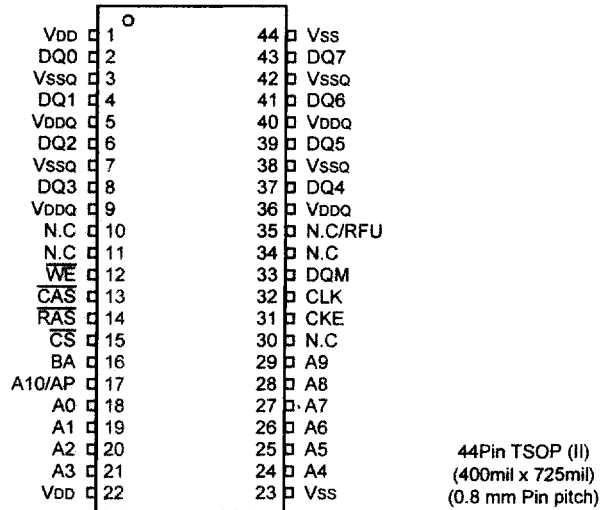 VDD 1 44 VSS
DQ0 2 43 DQ7
VSSQ 3 42 VSSQ
DQ1 4 41 DQ6
VDDQ 5 40 VDDQ
DQ2 6 39 DQ5
VSSQ 7 38 VSSQ
DQ3 8 37 DQ4
VDDQ 9 36 VDDQ
N.C 10 35 N.C/RFU
N.C 11 34 N.C
W̅E̅ 12 33 DQM
C̅A̅S̅ 13 32 CLK
R̅A̅S̅ 14 31 CKE
C̅S̅ 15 30 N.C
BA 16 29 A9
A10/AP 17 28 A8
A0 18 27 A7
A1 19 26 A6
A2 20 25 A5
A3 21 24 A4
VDD 22 23 VSS
44Pin TSOP (II)
(400mil x 725mil)
(0.8 mm Pin pitch)